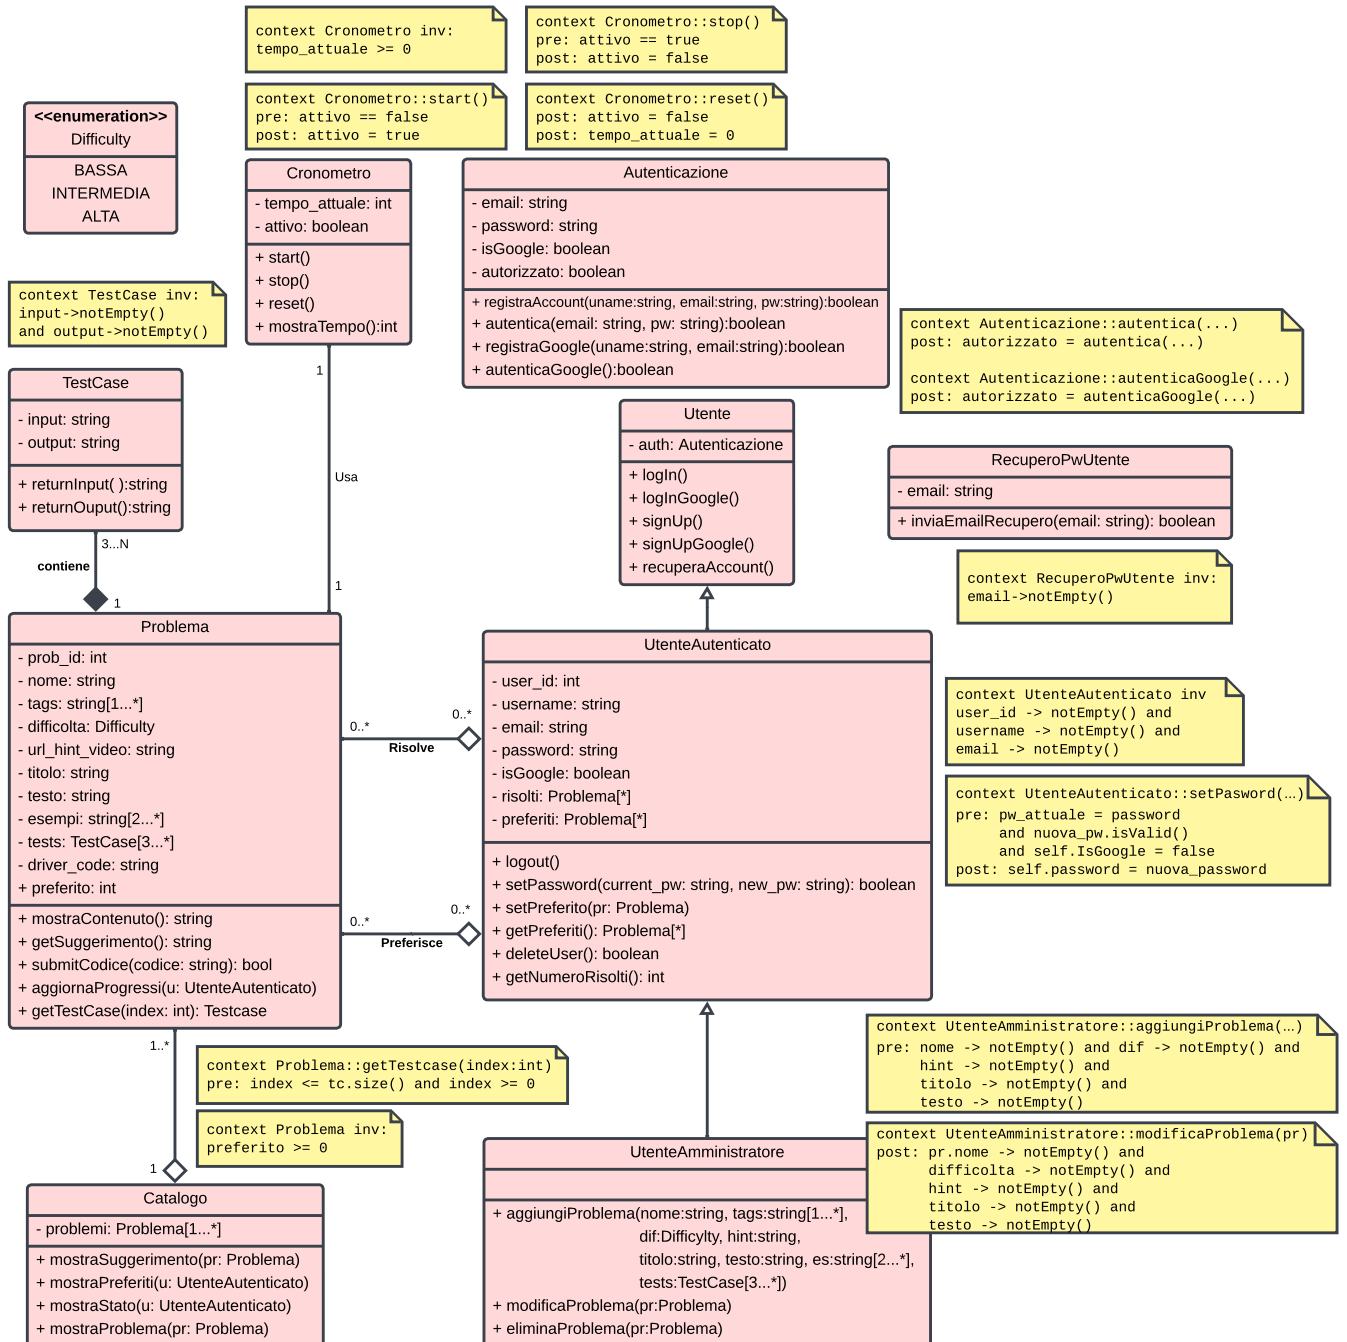 context Cronometro inv:
tempo_attuale >= 0
context Cronometro::stop()
pre: attivo == true
post: attivo = false
context Cronometro::start()
pre: attivo == false
post: attivo = true
context Cronometro::reset()
post: attivo = false
post: tempo_attuale = 0
<<enumeration>>
Difficulty
BASSA
INTERMEDIA
ALTA
Cronometro
- tempo_attuale: int
- attivo: boolean
+ start()
+ stop()
+ reset()
+ mostraTempo():int
Autenticazione
- email: string
- password: string
- isGoogle: boolean
- autorizzato: boolean
+ registraAccount(uname:string, email:string, pw:string):boolean
+ autentica(email: string, pw: string):boolean
+ registraGoogle(uname:string, email:string):boolean
+ autenticaGoogle():boolean
context TestCase inv:
input->notEmpty()
and output->notEmpty()
context Autenticazione::autentica(...)
post: autorizzato = autentica(...)
context Autenticazione::autenticaGoogle(...)
post: autorizzato = autenticaGoogle(...)
TestCase
- input: string
- output: string
+ returnInput( ):string
+ returnOuput():string
1
Usa
1
Utente
- auth: Autenticazione
+ logIn()
+ logInGoogle()
+ signUp()
+ signUpGoogle()
+ recuperaAccount()
RecuperoPwUtente
- email: string
+ inviaEmailRecupero(email: string): boolean
context RecuperoPwUtente inv:
email->notEmpty()
3...N
contiene
1
Problema
- prob_id: int
- nome: string
- tags: string[1...*]
- difficolta: Difficulty
- url_hint_video: string
- titolo: string
- testo: string
- esempi: string[2...*]
- tests: TestCase[3...*]
- driver_code: string
+ preferito: int
+ mostraContenuto(): string
+ getSuggerimento(): string
+ submitCodice(codice: string): bool
+ aggiornaProgressi(u: UtenteAutenticato)
+ getTestCase(index: int): Testcase
0..*
0..*
Risolve
0..*
0..*
Preferisce
UtenteAutenticato
- user_id: int
- username: string
- email: string
- password: string
- isGoogle: boolean
- risolti: Problema[*]
- preferiti: Problema[*]
+ logout()
+ setPassword(current_pw: string, new_pw: string): boolean
+ setPreferito(pr: Problema)
+ getPreferiti(): Problema[*]
+ deleteUser(): boolean
+ getNumeroRisolti(): int
context UtenteAutenticato inv
user_id -> notEmpty() and
username -> notEmpty() and
email -> notEmpty()
context UtenteAutenticato::setPasword(...)
pre: pw_attuale = password
and nuova_pw.isValid()
and self.IsGoogle = false
post: self.password = nuova_password
1..*
1
context Problema::getTestcase(index:int)
pre: index <= tc.size() and index >= 0
context Problema inv:
preferito >= 0
context UtenteAmministratore::aggiungiProblema(...)
pre: nome -> notEmpty() and dif -> notEmpty() and
hint -> notEmpty() and
titolo -> notEmpty() and
testo -> notEmpty()
context UtenteAmministratore::modificaProblema(pr)
post: pr.nome -> notEmpty() and
difficolta -> notEmpty() and
hint -> notEmpty() and
titolo -> notEmpty() and
testo -> notEmpty()
Catalogo
- problemi: Problema[1...*]
+ mostraSuggerimento(pr: Problema)
+ mostraPreferiti(u: UtenteAutenticato)
+ mostraStato(u: UtenteAutenticato)
+ mostraProblema(pr: Problema)
UtenteAmministratore
+ aggiungiProblema(nome:string, tags:string[1...*],
dif:Difficylty, hint:string,
titolo:string, testo:string, es:string[2...*],
tests:TestCase[3...*])
+ modificaProblema(pr:Problema)
+ eliminaProblema(pr:Problema)